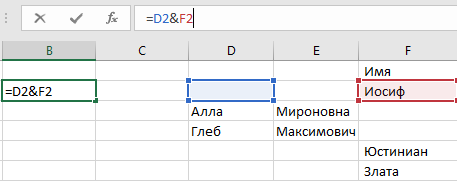 =D2&F2
B C D E F
Имя
=D2&F2 Иосиф
Алла Мироновна
Глеб Максимович
Юстиниан
Злата